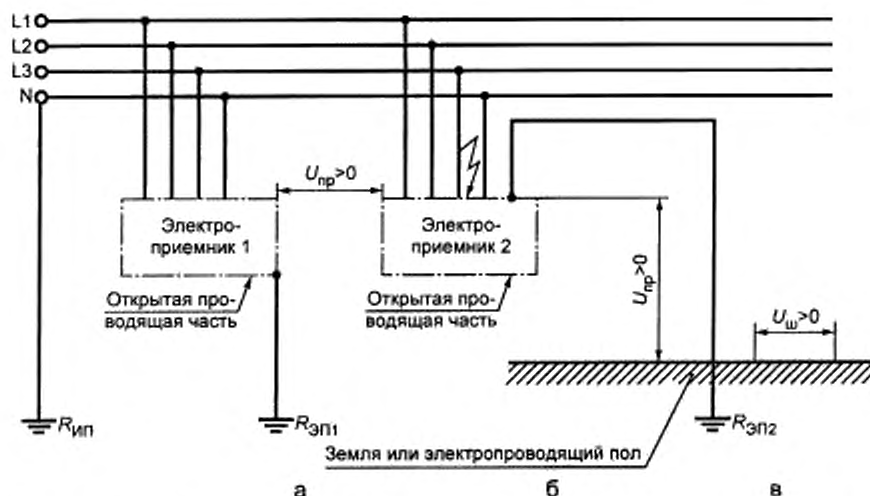 L1
L2
L3
N
Uпр>0
Электро-
приемник 1
Электро-
приемник 2
Открытая про-
водящая часть
Открытая про-
водящая часть
Uпр>0
Uш>0
RИП
RЭП1
RЭП2
Земля или электропроводящий пол
а
б
в